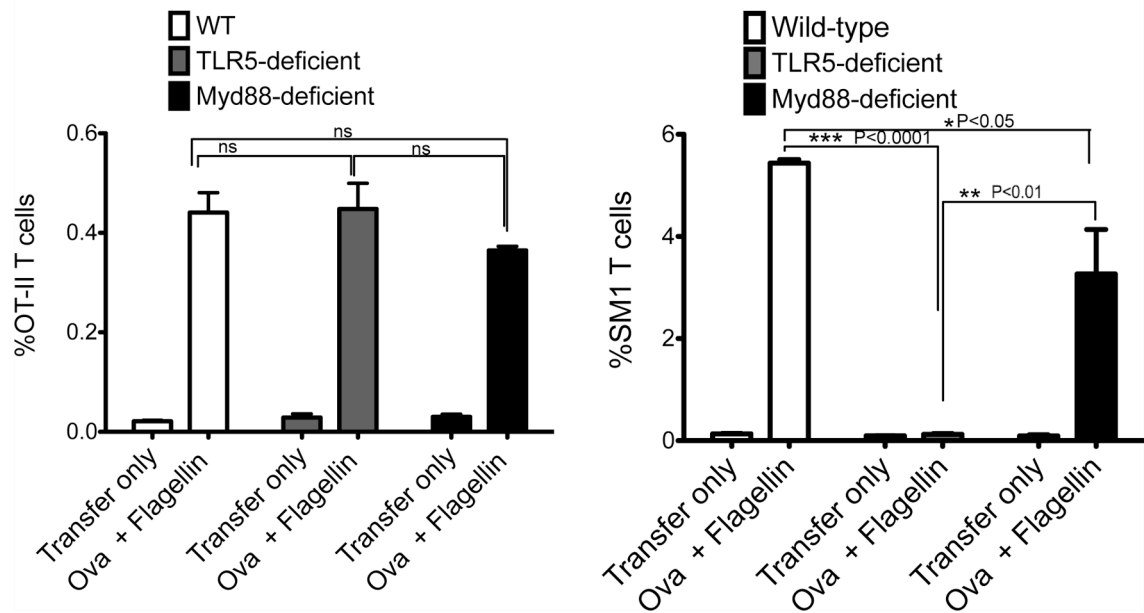 WT
TLR5-deficient
Myd88-deficient
0.6
0.4
0.2
0.0
%OT-II T cells
ns
ns
ns
Transfer only
Ova + Flagellin
Transfer only
Ova + Flagellin
Transfer only
Ova + Flagellin
Wild-type
TLR5-deficient
Myd88-deficient
6
4
2
0
%SM1 T cells
* P<0.05
*** P<0.0001
** P<0.01
Transfer only
Ova + Flagellin
Transfer only
Ova + Flagellin
Transfer only
Ova + Flagellin